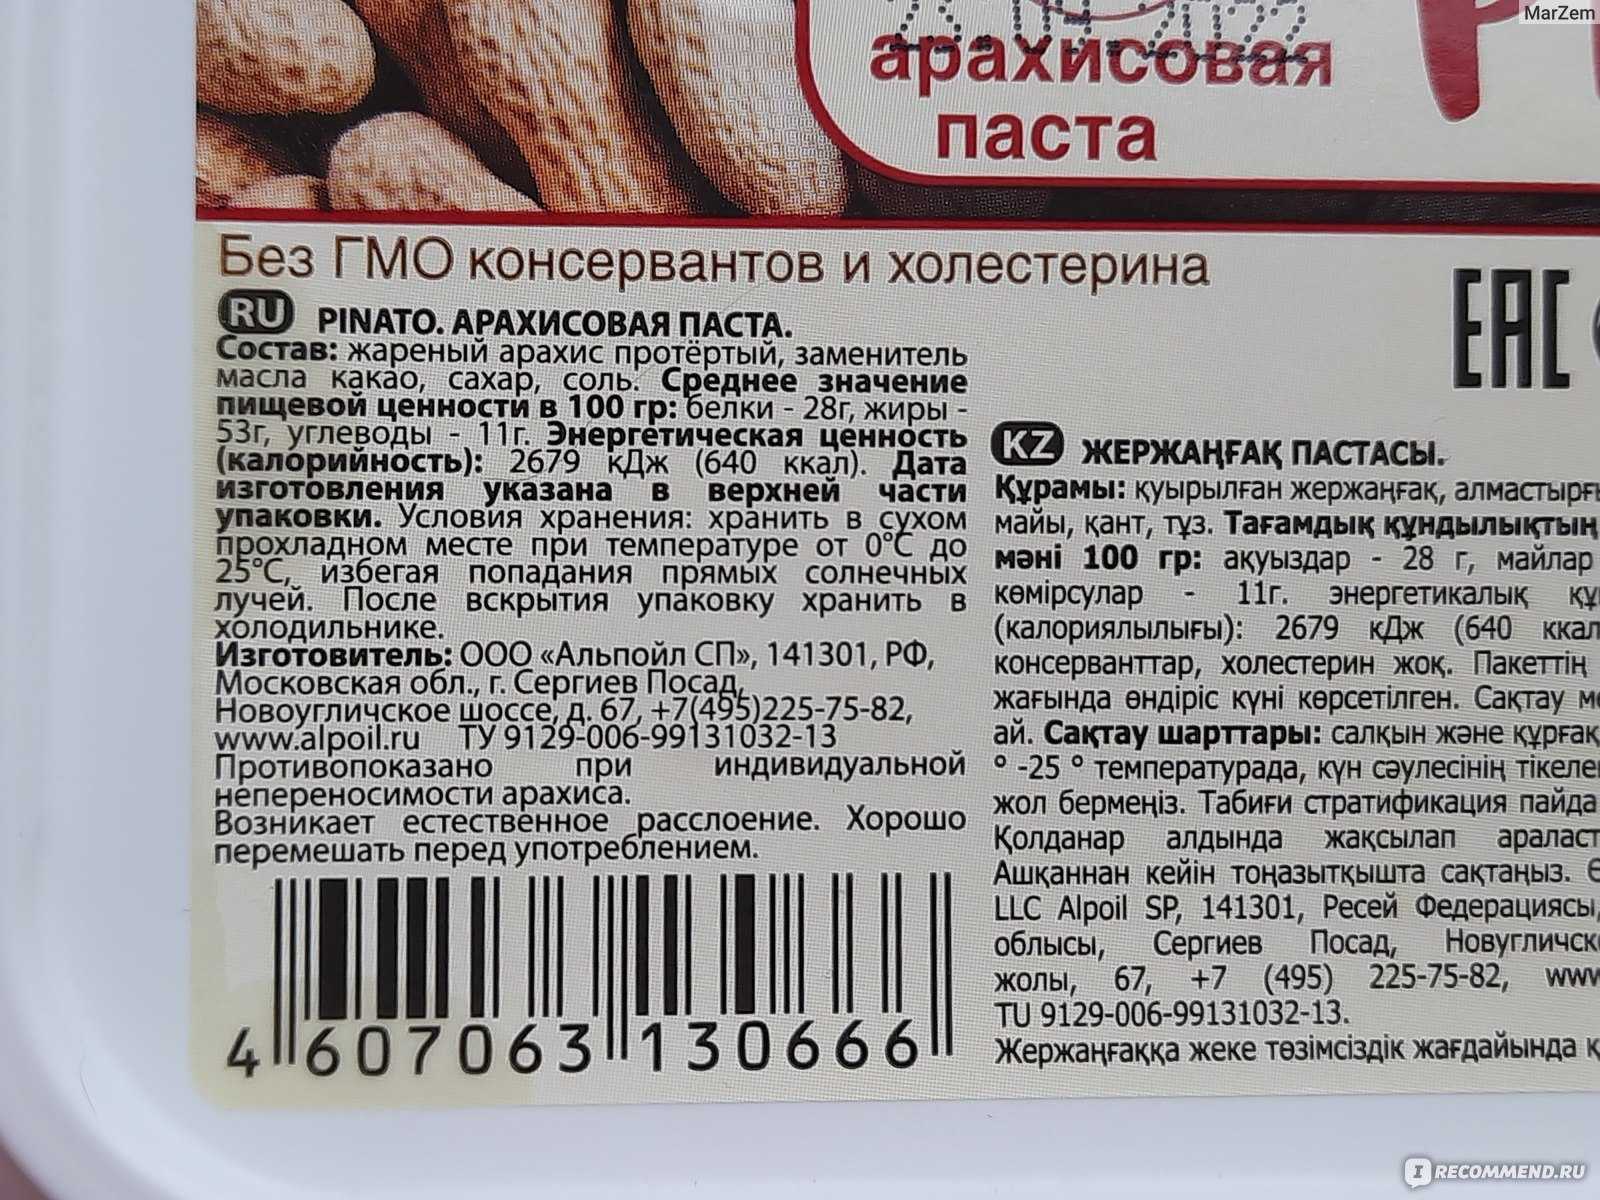 MarZem
арахисовая
паста
Без ГМО консервантов и холестерина
EAC
RU PINATO. АРАХИСОВАЯ ПАСТА.
Состав: жареный арахис протёртый, заменитель
масла какао, сахар, соль. Среднее значение
пищевой ценности в 100 гр: белки - 28г, жиры -
53г, углеводы - 11г. Энергетическая ценность
(калорийность): 2679 кДж (640 ккал). Дата
изготовления указана в верхней части
упаковки. Условия хранения: хранить в сухом
прохладном месте при температуре от 0°С до
25°С, избегая попадания прямых солнечных
лучей. После вскрытия упаковку хранить в
холодильнике.
Изготовитель: ООО «Альпойл СП», 141301, РФ,
Московская обл., г. Сергиев Посад,
Новоугличское шоссе, д. 67, +7(495)225-75-82,
www.alpoil.ru ТУ 9129-006-99131032-13
Противопоказано при индивидуальной
непереносимости арахиса.
Возникает естественное расслоение. Хорошо
перемешать перед употреблением.
4 607063 130666
KZ ЖЕРЖАҢҒАҚ ПАСТАСЫ.
Құрамы: қуырылған жержаңғақ,
майы, қант, тұз. Тағамдық құндылықтың
мәні 100 гр: ақуыздар - 28 г, майлар
көмірсулар - 11г. энергетикалық
(калориялылығы): 2679 кДж (640 ккал
консерванттар, холестерин жоқ. Пакеттің
жағында өндіріс күні көрсетілген. Сақтау
ай. Сақтау шарттары: салқын және құрғақ
° -25 ° температурада, күн сәулесінің
жол бермеңіз. Табиғи стратификация пайда
Қолданар алдында жақсылап
Ашқаннан кейін тоңазытқышта сақтаңыз.
LLC Alpoil SP, 141301, Ресей Федерациясы,
облысы, Сергиев Посад,
жолы, 67, +7 (495) 225-75-82,
TU 9129-006-99131032-13.
Жержаңғаққа жеке төзімсіздік жағдайында
IRECOMMEND.RU